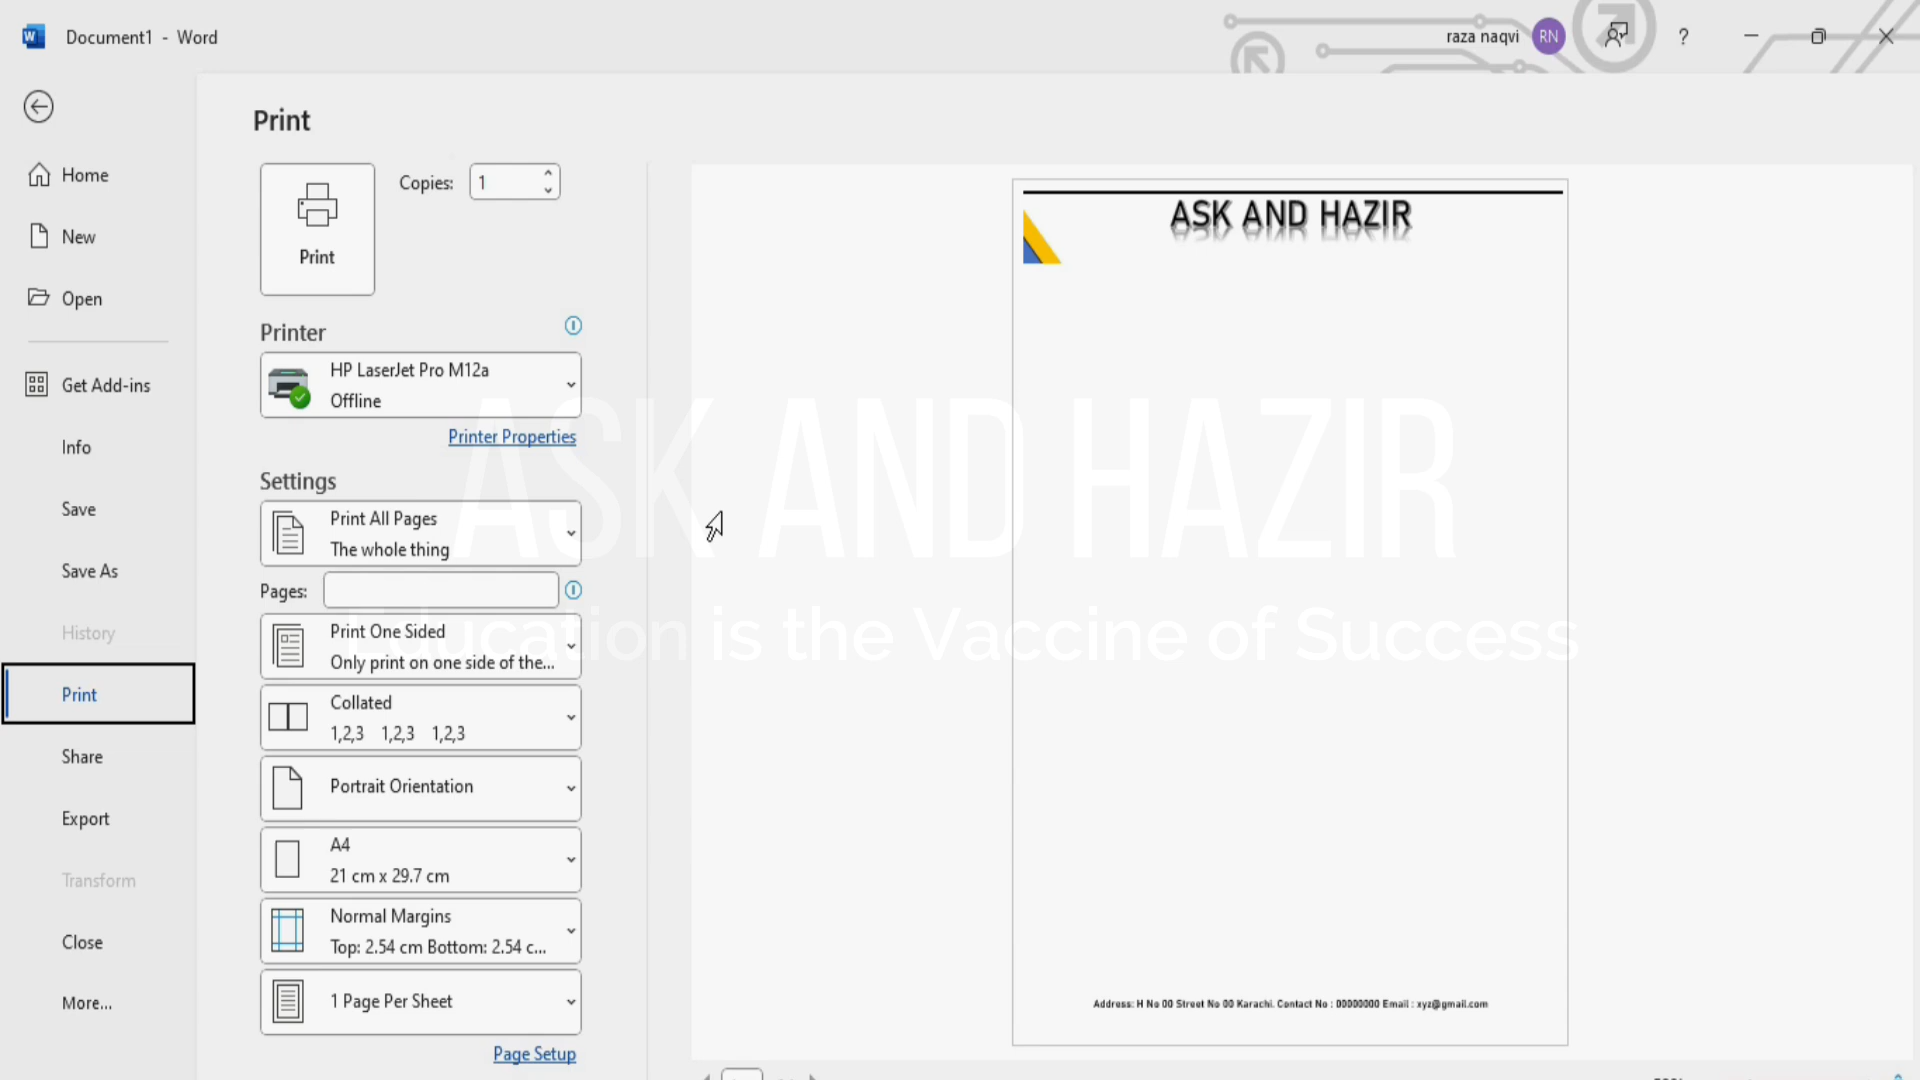 Document1 - Word
raza naqvi
RN
?
Print
Home
New
Open
Get Add-ins
Info
Save
Save As
History
Print
Share
Export
Transform
Close
More...
Print
Copies: 1
Printer
HP LaserJet Pro M12a
Offline
Printer Properties
Settings
Print All Pages
The whole thing
Pages:
Print One Sided
Only print on one side of the...
Collated
1,2,3 1,2,3 1,2,3
Portrait Orientation
A4
21 cm x 29.7 cm
Normal Margins
Top: 2.54 cm Bottom: 2.54 c...
1 Page Per Sheet
Page Setup
ASK AND HAZIR
Address: H No 00 Street No 00 Karachi. Contact No : 00000000 Email : xyz@gmail.com
ASK AND HAZIR
Education is the Vaccine of Success